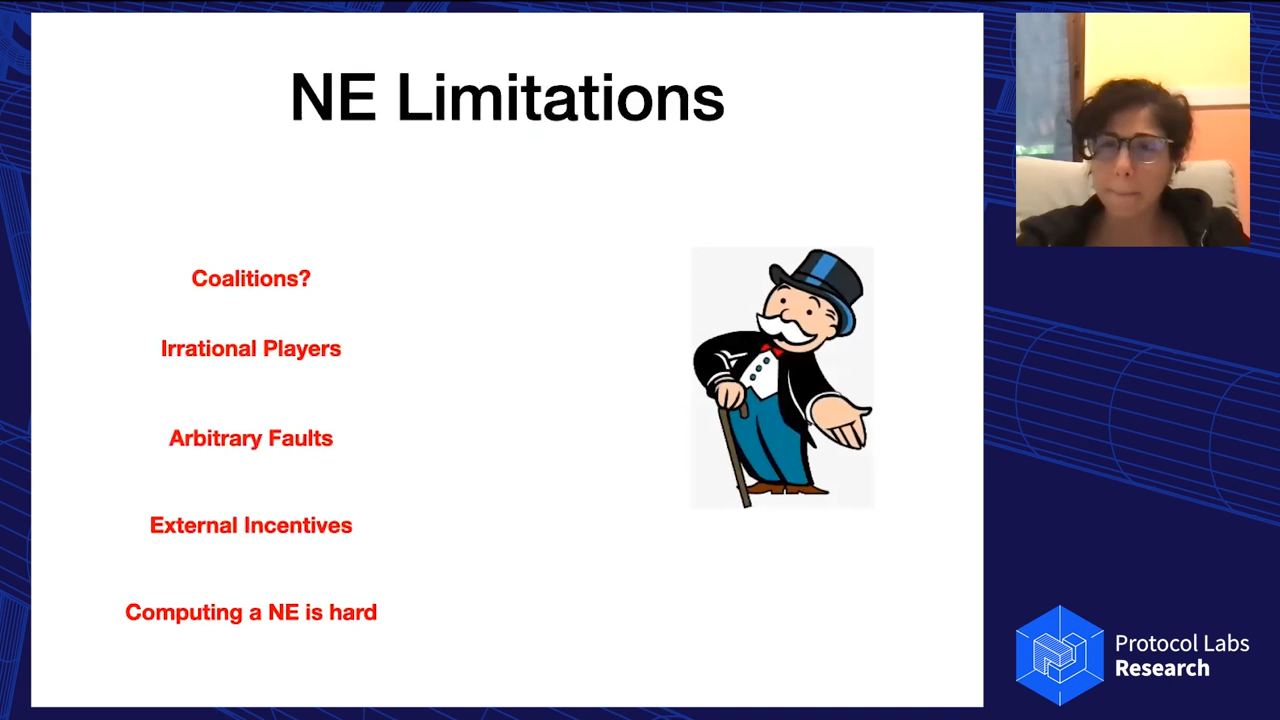 NE Limitations
Coalitions?
Irrational Players
Arbitrary Faults
External Incentives
Computing a NE is hard
Protocol Labs
Research